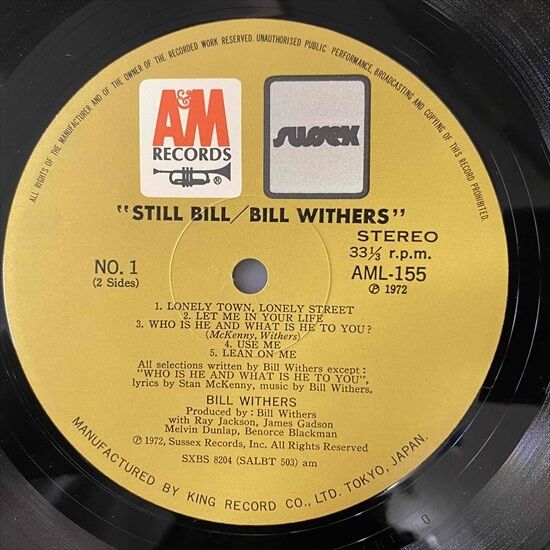 ALL RIGHTS OF THE MANUFACTURER AND OF THE OWNER OF THE RECORDED WORK RESERVED. UNAUTHORISED PUBLIC PERFORMANCE, BROADCASTING AND COPYING OF THIS RECORD PROHIBITED.
A&M
RECORDS
®
sussex
"STILL BILL/BILL WITHERS"
STEREO
33⅓ r.p.m.
NO. 1
(2 Sides)
AML-155
Ⓟ 1972
1. LONELY TOWN, LONELY STREET
2. LET ME IN YOUR LIFE
3. WHO IS HE AND WHAT IS HE TO YOU?
(McKenny, Withers)
4. USE ME
5. LEAN ON ME
All selections written by Bill Withers except :
"WHO IS HE AND WHAT IS HE TO YOU",
lyrics by Stan McKenny, music by Bill Withers.
BILL WITHERS
Produced by : Bill Withers
with Ray Jackson, James Gadson
Melvin Dunlap, Benorce Blackman
Ⓟ 1972, Sussex Records, Inc. All Rights Reserved
SXBS 8204 (SALBT 503) am
MANUFACTURED BY KING RECORD CO., LTD. TOKYO, JAPAN.